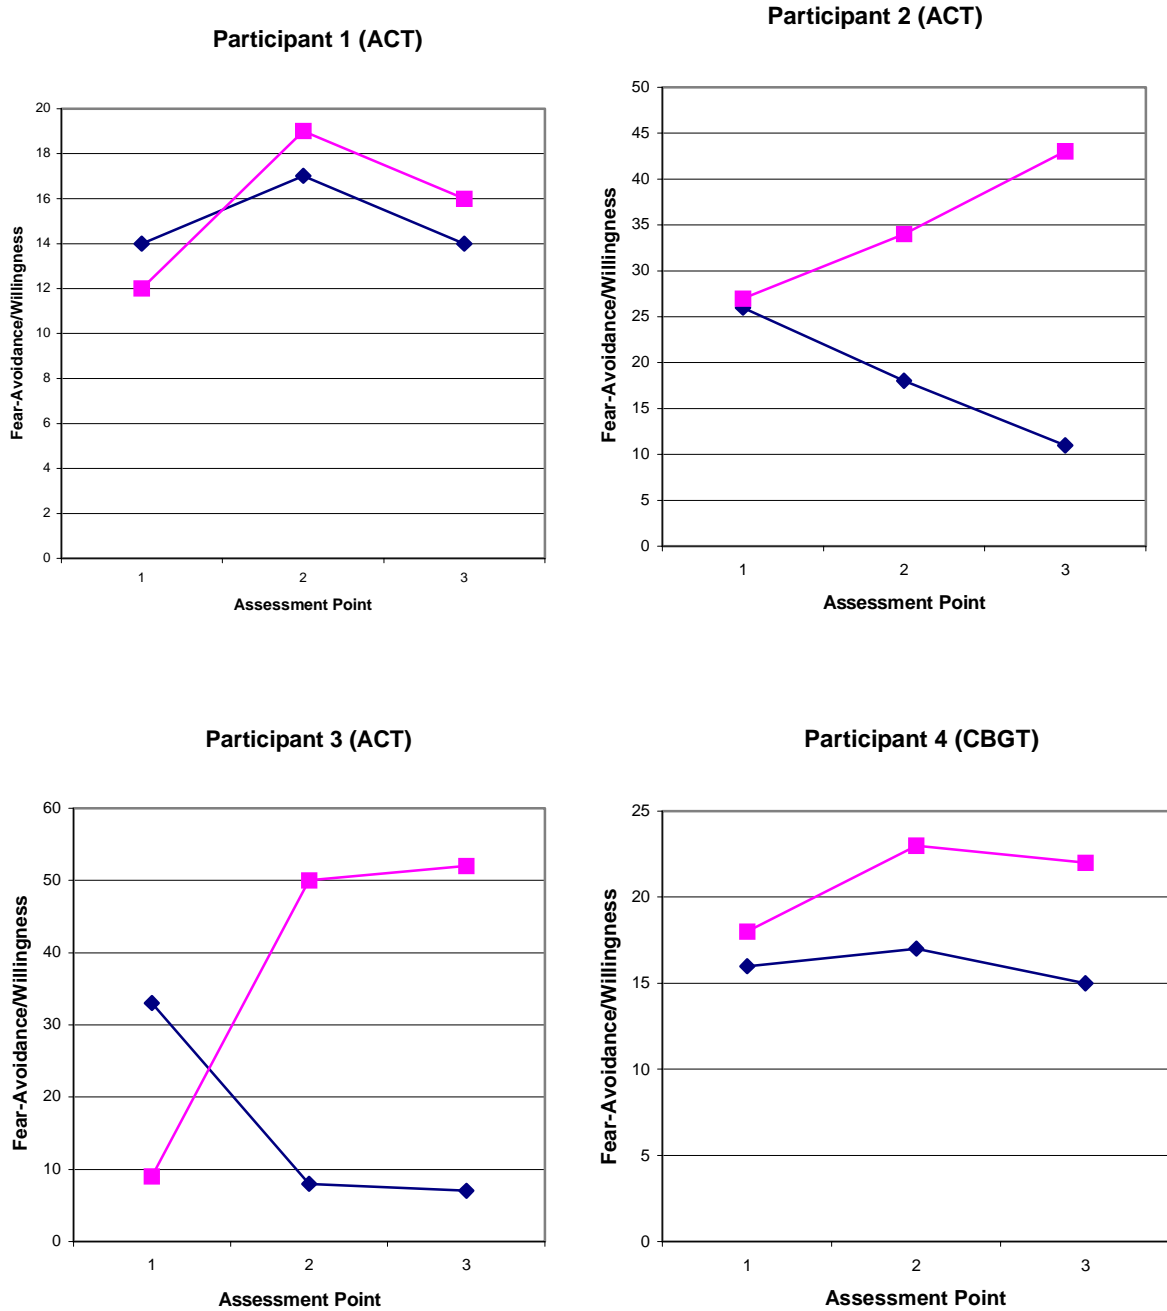 Participant 1 (ACT)
20
18
16
14
12
10
8
6
4
2
0
Fear-Avoidance/Willingness
1 2 3
Assessment Point
Participant 2 (ACT)
50
45
40
35
30
25
20
15
10
5
0
Fear-Avoidance/Willingness
1 2 3
Assessment Point
Participant 3 (ACT)
60
50
40
30
20
10
0
Fear-Avoidance/Willingness
1 2 3
Assessment Point
Participant 4 (CBGT)
25
20
15
10
5
0
Fear-Avoidance/Willingness
1 2 3
Assessment Point